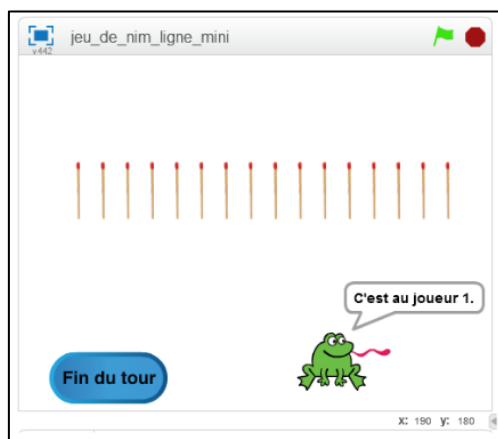 jeu_de_nim_ligne_mini
v442
C'est au joueur 1.
Fin du tour
x: 190 y: 180